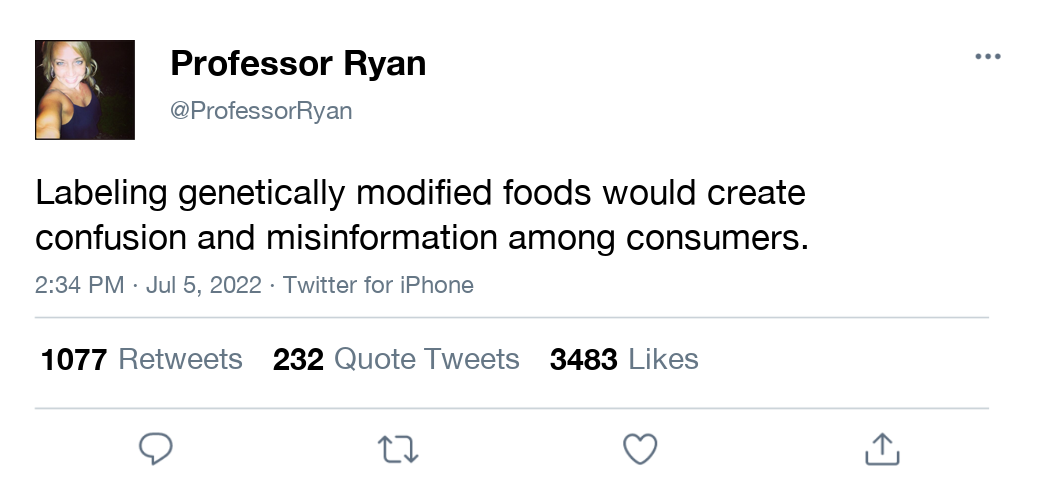 Professor Ryan
@ProfessorRyan
Labeling genetically modified foods would create
confusion and misinformation among consumers.
2:34 PM · Jul 5, 2022 · Twitter for iPhone
1077 Retweets 232 Quote Tweets 3483 Likes